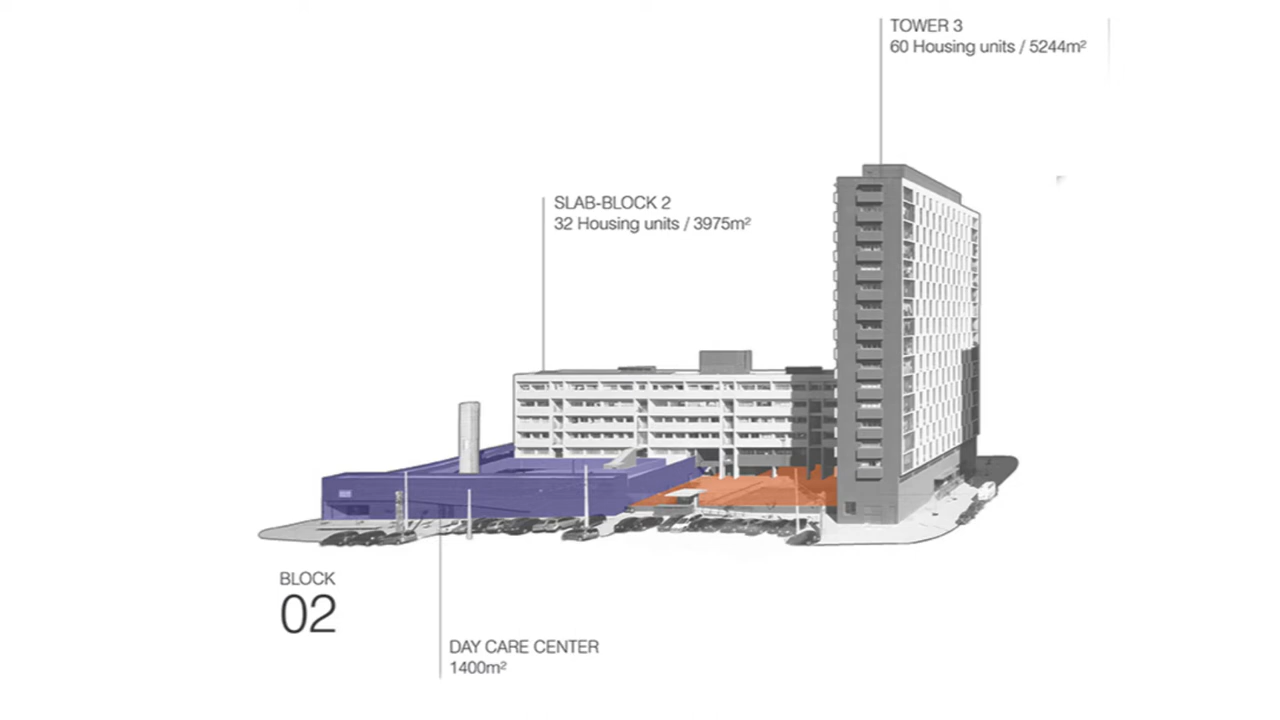 TOWER 3
60 Housing units / 5244m²
SLAB-BLOCK 2
32 Housing units / 3975m²
BLOCK
02
DAY CARE CENTER
1400m²